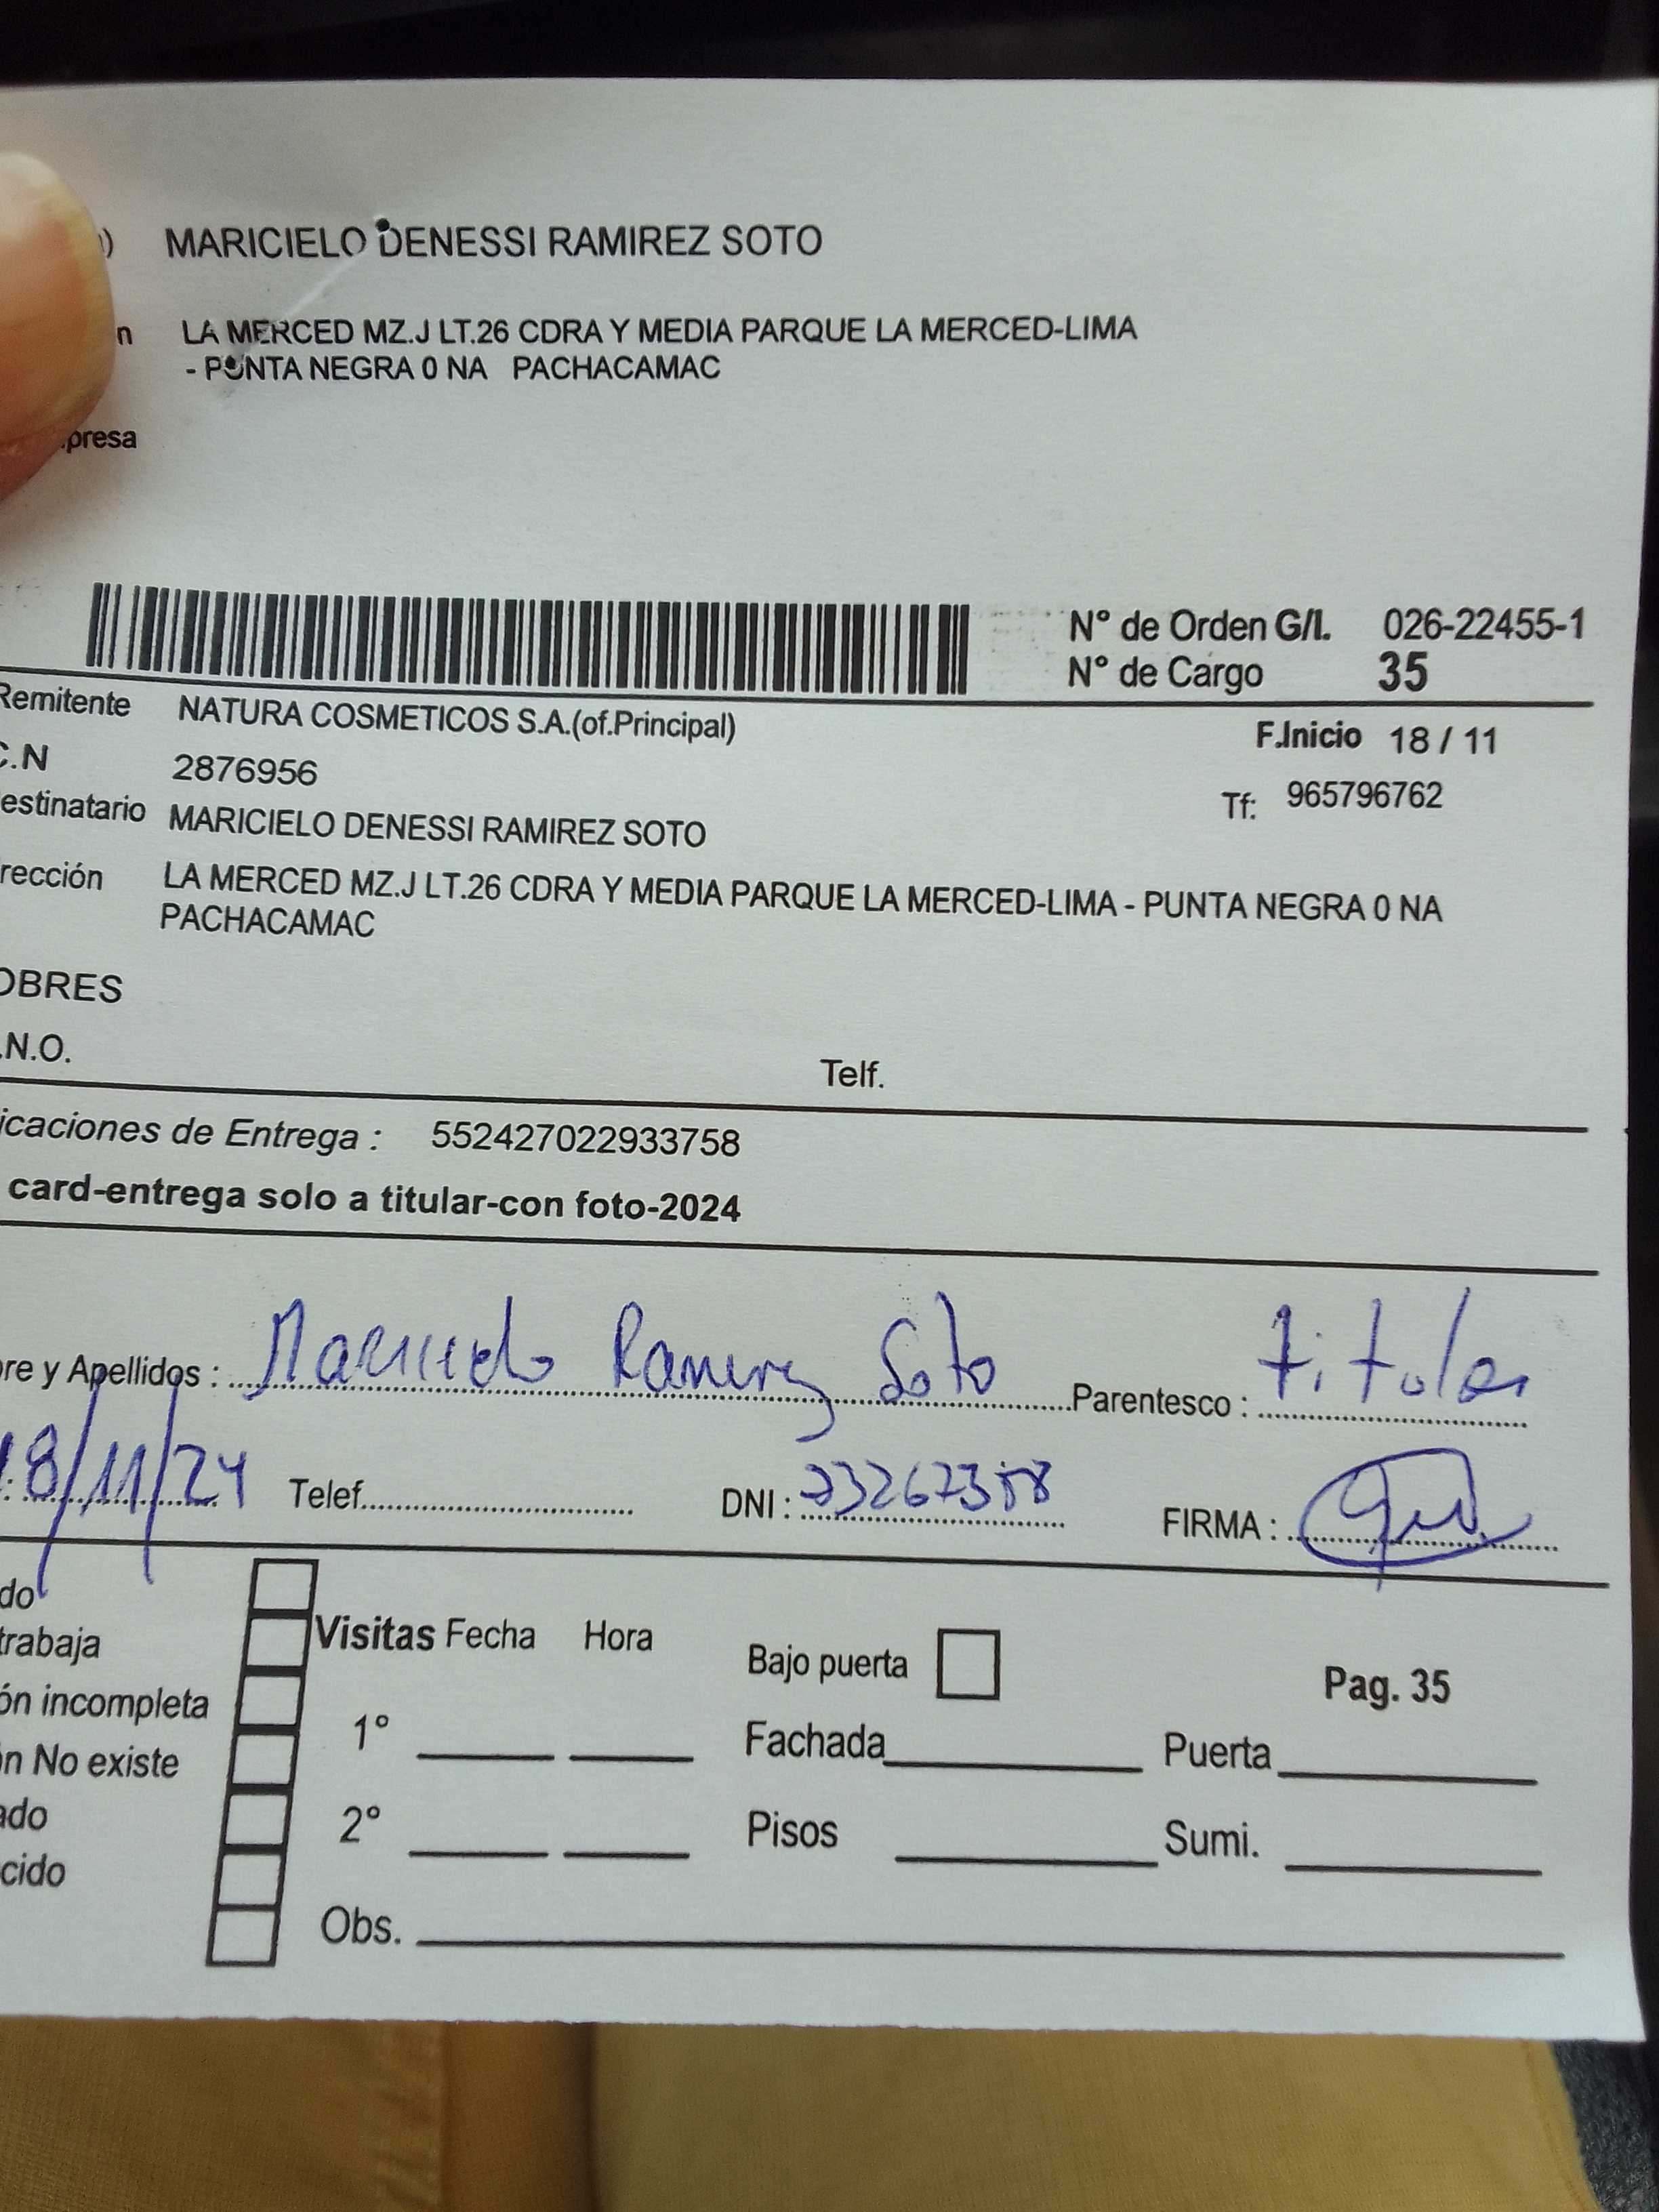 ) MARICIELO DENESSI RAMIREZ SOTO
n LA MERCED MZ.J LT.26 CDRA Y MEDIA PARQUE LA MERCED-LIMA
- PUNTA NEGRA 0 NA PACHACAMAC
presa
N° de Orden G/I. 026-22455-1
N° de Cargo 35
Remitente NATURA COSMETICOS S.A.(of.Principal) F.Inicio 18 / 11
C.N 2876956
Tf: 965796762
estinatario MARICIELO DENESSI RAMIREZ SOTO
rección LA MERCED MZ.J LT.26 CDRA Y MEDIA PARQUE LA MERCED-LIMA - PUNTA NEGRA 0 NA
PACHACAMAC
OBRES
.N.O.
Telf.
icaciones de Entrega : 552427022933758
card-entrega solo a titular-con foto-2024
re y Apellidos : Maricielo Ramirez Soto Parentesco : titular
: 18/11/24 Telef. DNI : FIRMA :
do
trabaja Visitas Fecha Hora Bajo puerta
ón incompleta Pag. 35
n No existe 1° Fachada Puerta
ado 2° Pisos Sumi.
cido
Obs.